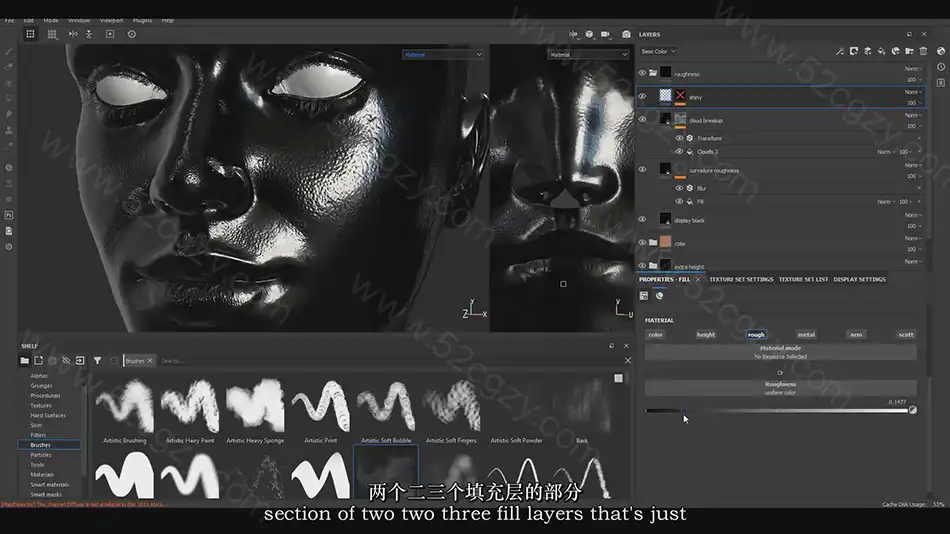 File Edit Mode Window Viewport Plugins Help
Material
Material
LAYERS
Base Color
roughness
Norm
100
shiny
Norm
100
cloud breakup
Norm
100
Transform
Clouds 3 Norm 100
curvature roughness
Norm
100
Blur
Fill Norm 100
display black
Norm
100
color
Norm
100
extra height
Norm
PROPERTIES - FILL TEXTURE SET SETTINGS TEXTURE SET LIST DISPLAY SETTINGS
MATERIAL
color height rough metal nrm scatt
Material mode
No Resource Selected
Or
Roughness
uniform color
0.1477
SHELF
Brushes
Search...
Alphas
Grunges
Procedurals
Textures
Hard Surfaces
Skin
Filters
Brushes
Particles
Tools
Materials
Smart materials
Smart masks
Artistic Brushing Artistic Hairy Paint Artistic Heavy Sponge Artistic Print Artistic Soft Bubble Artistic Soft Fingers Artistic Soft Powder Bark
Cache Disk Usage: 53%
两个二三个填充层的部分
section of two two three fill layers that's just
www.52cgzy.com